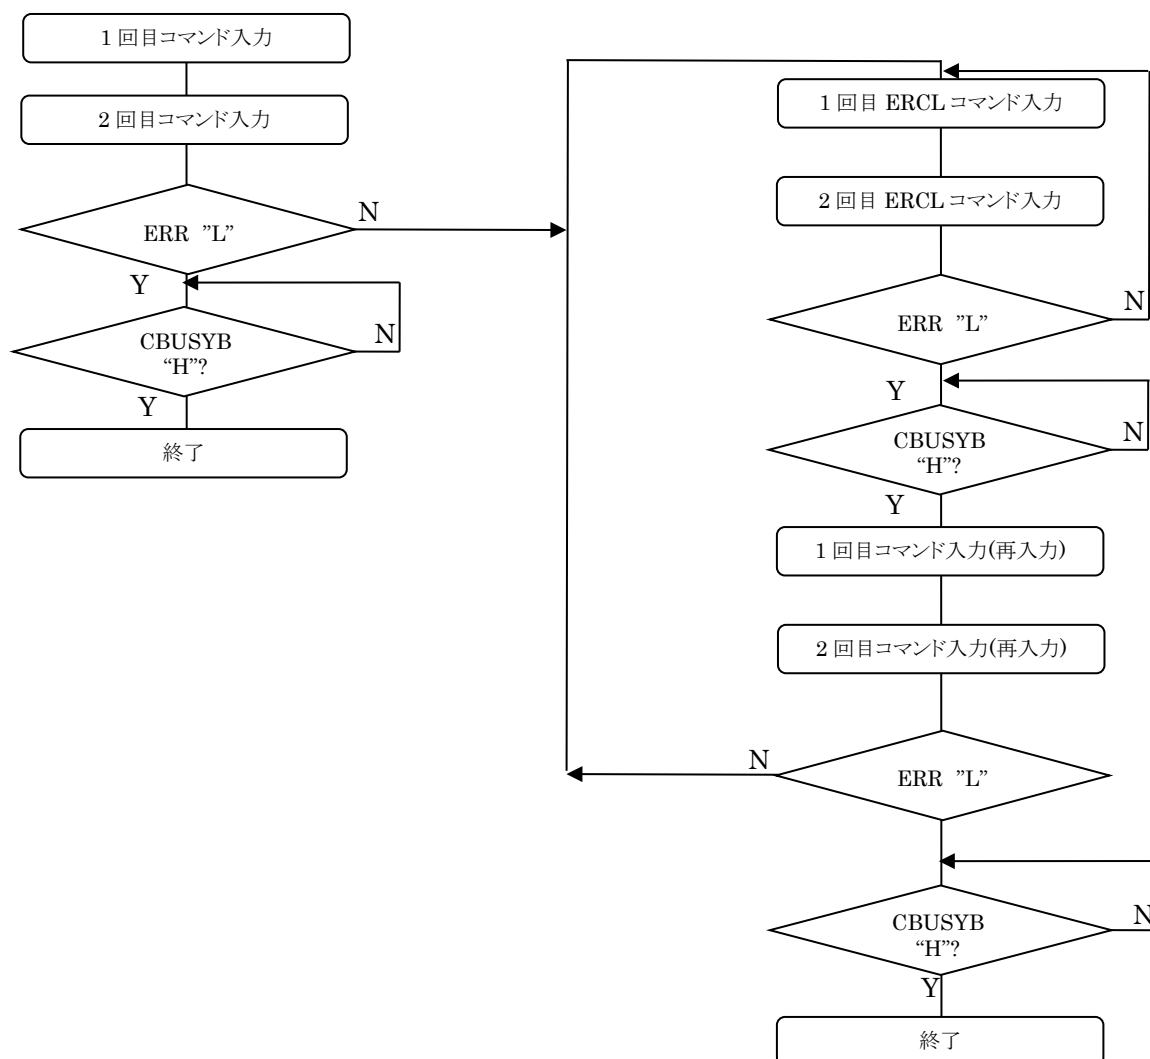 1 回目コマンド入力
2 回目コマンド入力
ERR ”L”
N
Y
CBUSYB
“H”?
N
Y
終了
1 回目 ERCL コマンド入力
2 回目 ERCL コマンド入力
ERR ”L”
N
Y
CBUSYB
“H”?
N
Y
1 回目コマンド入力(再入力)
2 回目コマンド入力(再入力)
N
ERR ”L”
CBUSYB
“H”?
N
Y
終了